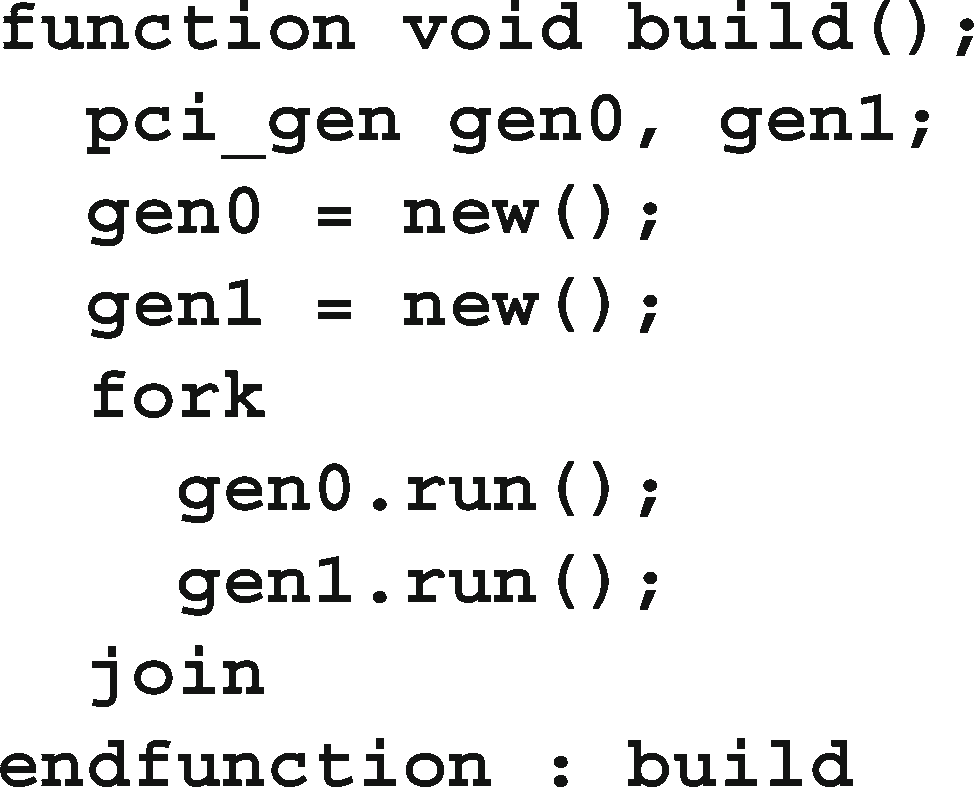 function void build();
  pci_gen gen0, gen1;
  gen0 = new();
  gen1 = new();
  fork
    gen0.run();
    gen1.run();
  join
endfunction : build